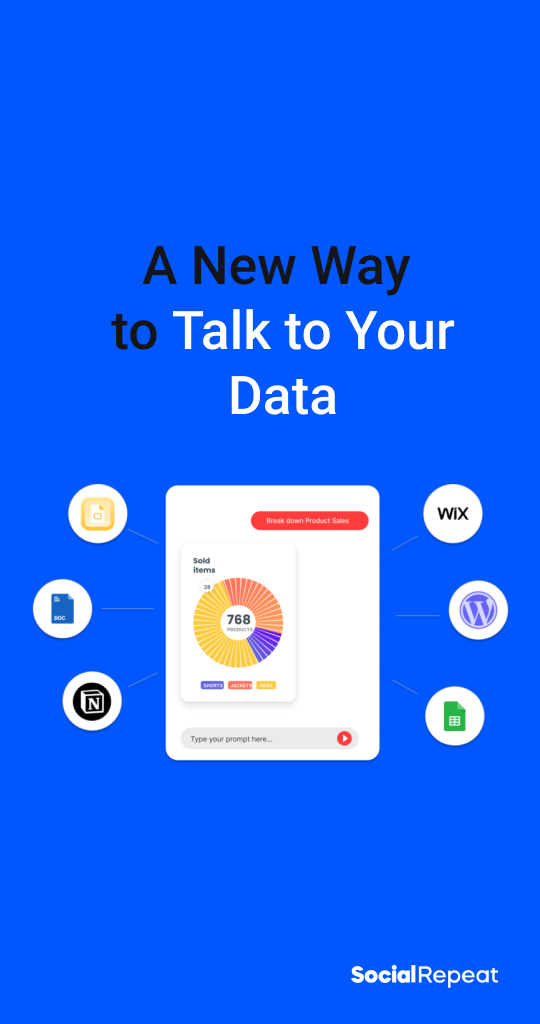 A New Way
to Talk to Your
Data
Break down Product Sales
Sold
items
38
768
PRODUCTS
SHORTS JACKETS PANT
Type your prompt here...
DOC
N
WiX
W
SocialRepeat